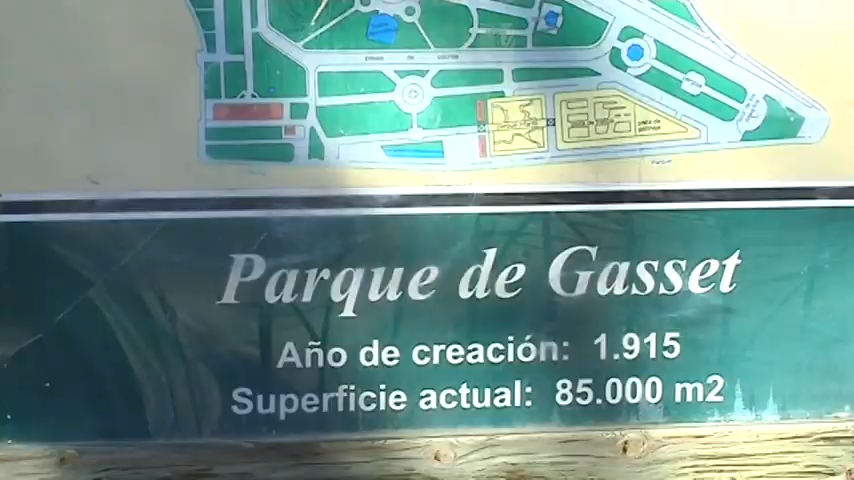 Parque de Gasset
Año de creación: 1.915
Superficie actual: 85.000 m2